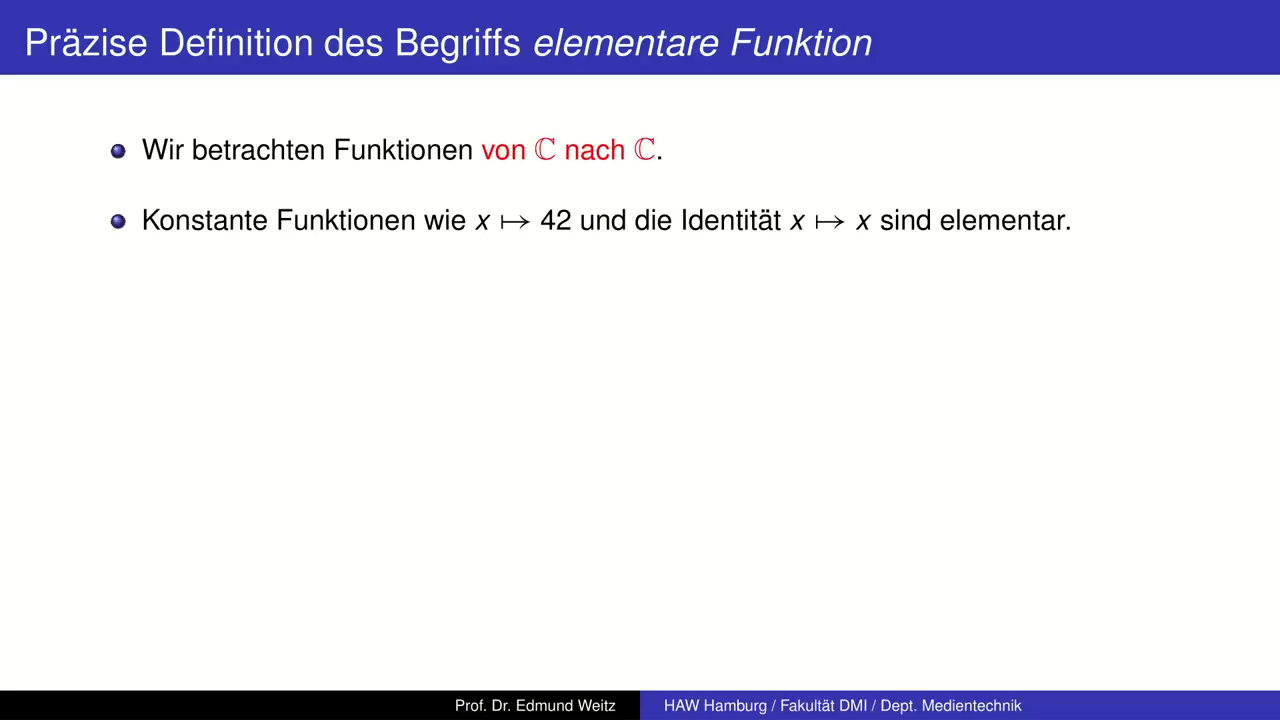 Präzise Definition des Begriffs elementare Funktion
Wir betrachten Funktionen von ℂ nach ℂ.
Konstante Funktionen wie x ↦ 42 und die Identität x ↦ x sind elementar.
Prof. Dr. Edmund Weitz
HAW Hamburg / Fakultät DMI / Dept. Medientechnik